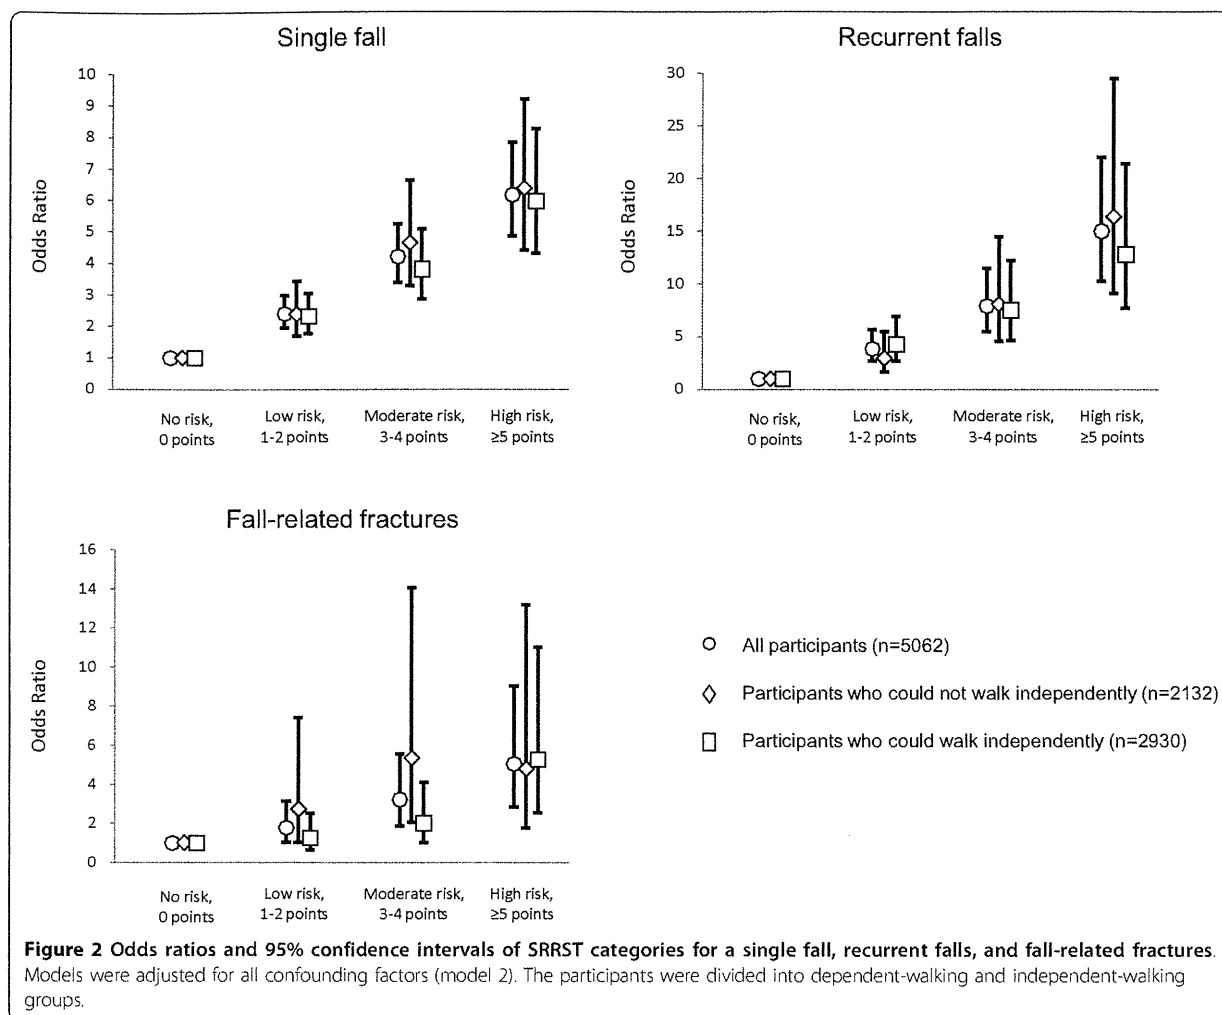 Single fall
10
9
8
7
6
5
4
3
2
1
0
Odds Ratio
No risk,
0 points
Low risk,
1-2 points
Moderate risk,
3-4 points
High risk,
≥5 points
Recurrent falls
30
25
20
15
10
5
0
Odds Ratio
No risk,
0 points
Low risk,
1-2 points
Moderate risk,
3-4 points
High risk,
≥5 points
Fall-related fractures
16
14
12
10
8
6
4
2
0
Odds Ratio
No risk,
0 points
Low risk,
1-2 points
Moderate risk,
3-4 points
High risk,
≥5 points
All participants (n=5062)
Participants who could not walk independently (n=2132)
Participants who could walk independently (n=2930)
Figure 2 Odds ratios and 95% confidence intervals of SRRST categories for a single fall, recurrent falls, and fall-related fractures.
Models were adjusted for all confounding factors (model 2). The participants were divided into dependent-walking and independent-walking
groups.